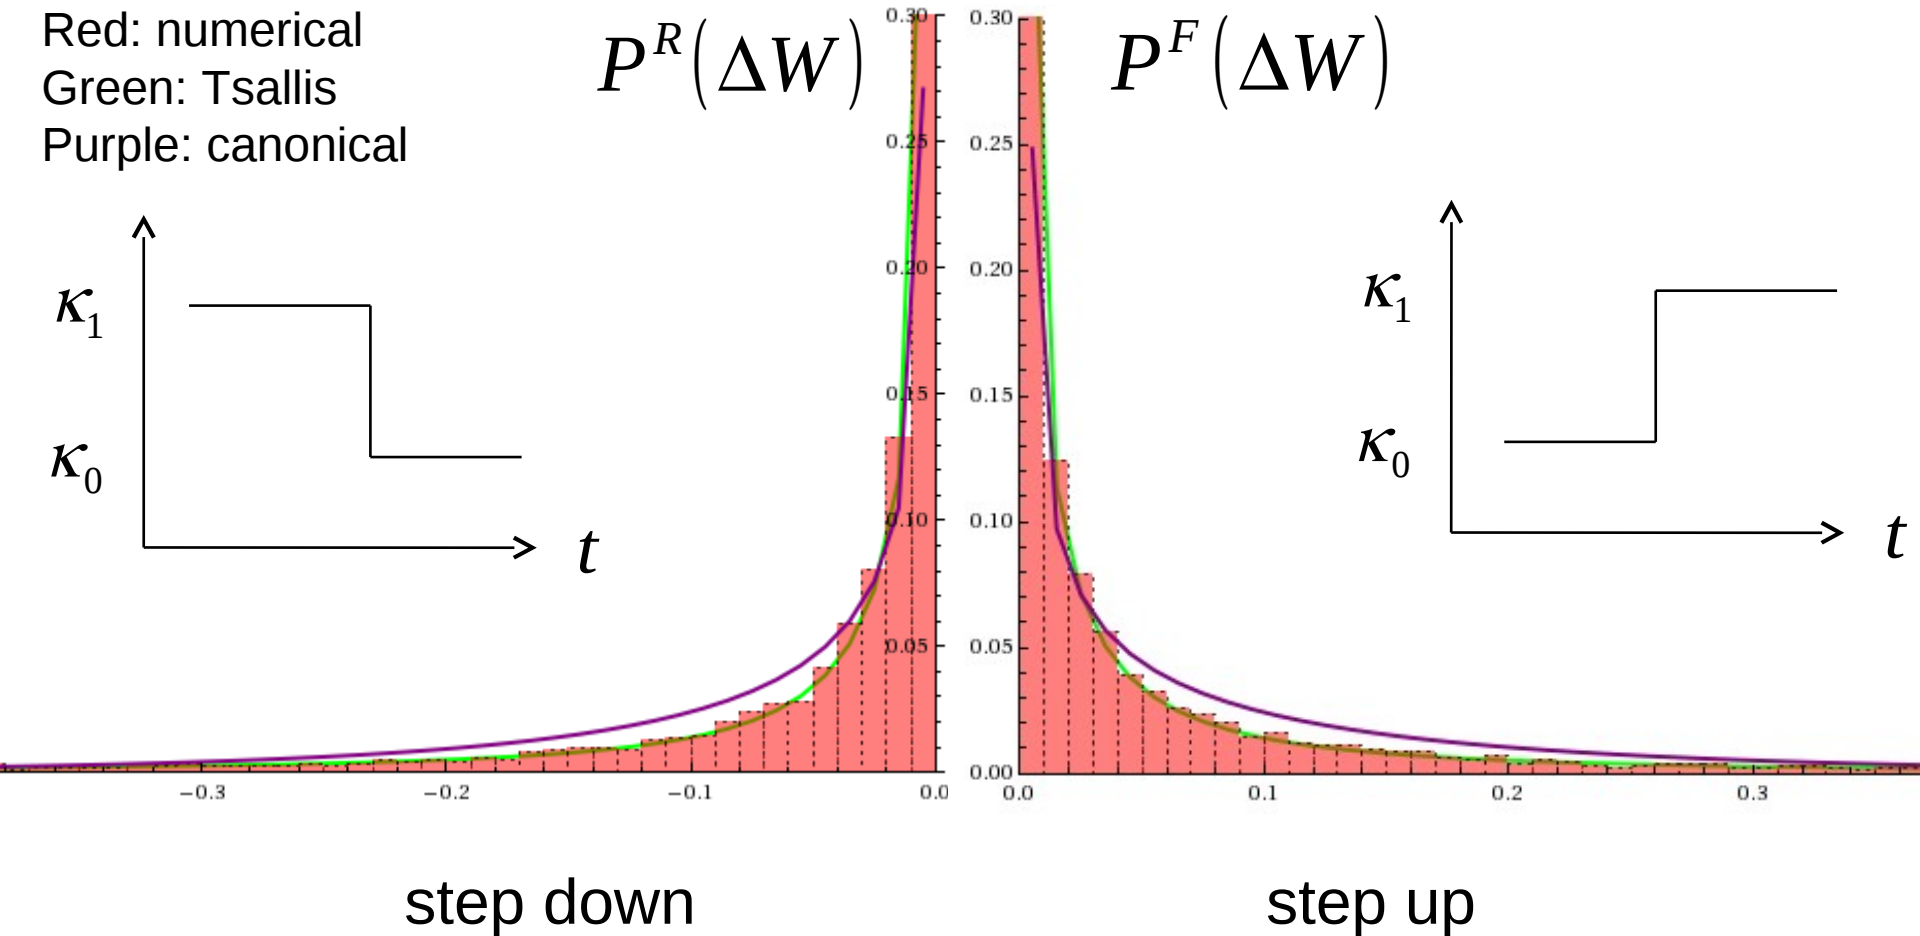 Red: numerical
Green: Tsallis
Purple: canonical
P^R(ΔW)
κ₁
κ₀
t
0.30
0.25
0.20
0.15
0.10
0.05
−0.3
−0.2
−0.1
0.0
step down
P^F(ΔW)
κ₁
κ₀
t
0.30
0.25
0.20
0.15
0.10
0.05
0.00
0.0
0.1
0.2
0.3
step up